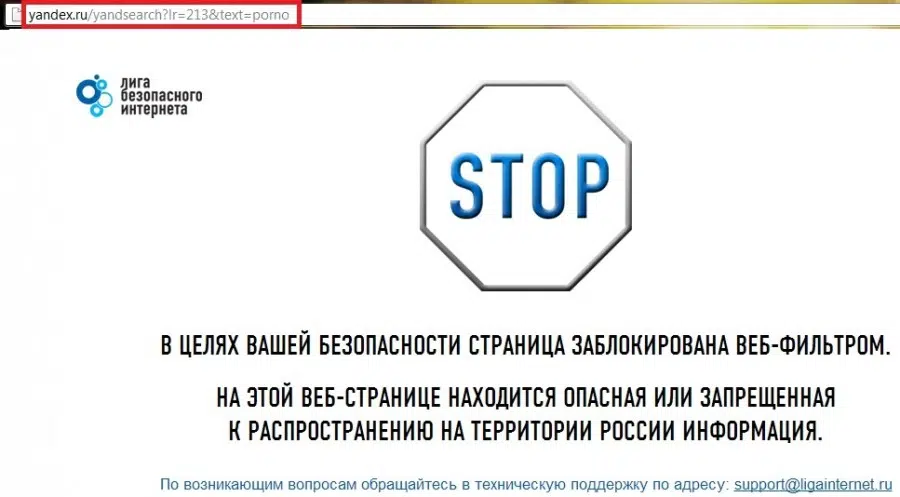 yandex.ru/yandsearch?lr=213&text=porno
лига
безопасного
интернета
STOP
В ЦЕЛЯХ ВАШЕЙ БЕЗОПАСНОСТИ СТРАНИЦА ЗАБЛОКИРОВАНА ВЕБ-ФИЛЬТРОМ.
НА ЭТОЙ ВЕБ-СТРАНИЦЕ НАХОДИТСЯ ОПАСНАЯ ИЛИ ЗАПРЕЩЕННАЯ
К РАСПРОСТРАНЕНИЮ НА ТЕРРИТОРИИ РОССИИ ИНФОРМАЦИЯ.
По возникающим вопросам обращайтесь в техническую поддержку по адресу: support@ligainternet.ru